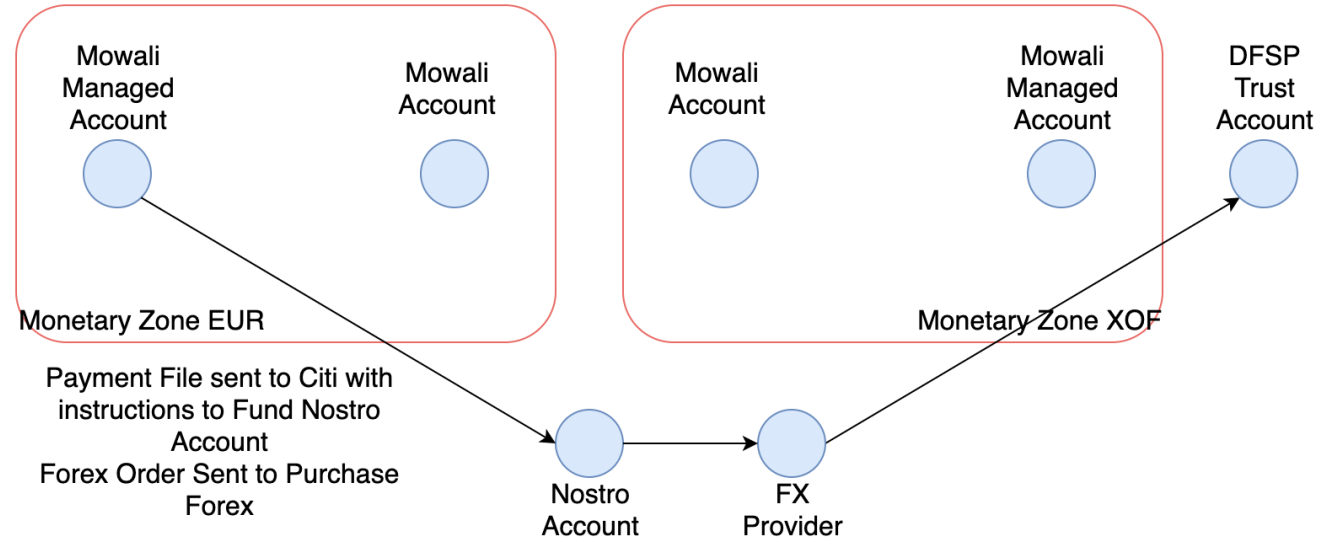 Mowali
Managed
Account
Mowali
Account
Mowali
Account
Mowali
Managed
Account
DFSP
Trust
Account
Monetary Zone EUR
Monetary Zone XOF
Payment File sent to Citi with
instructions to Fund Nostro
Account
Forex Order Sent to Purchase
Forex
Nostro
Account
FX
Provider